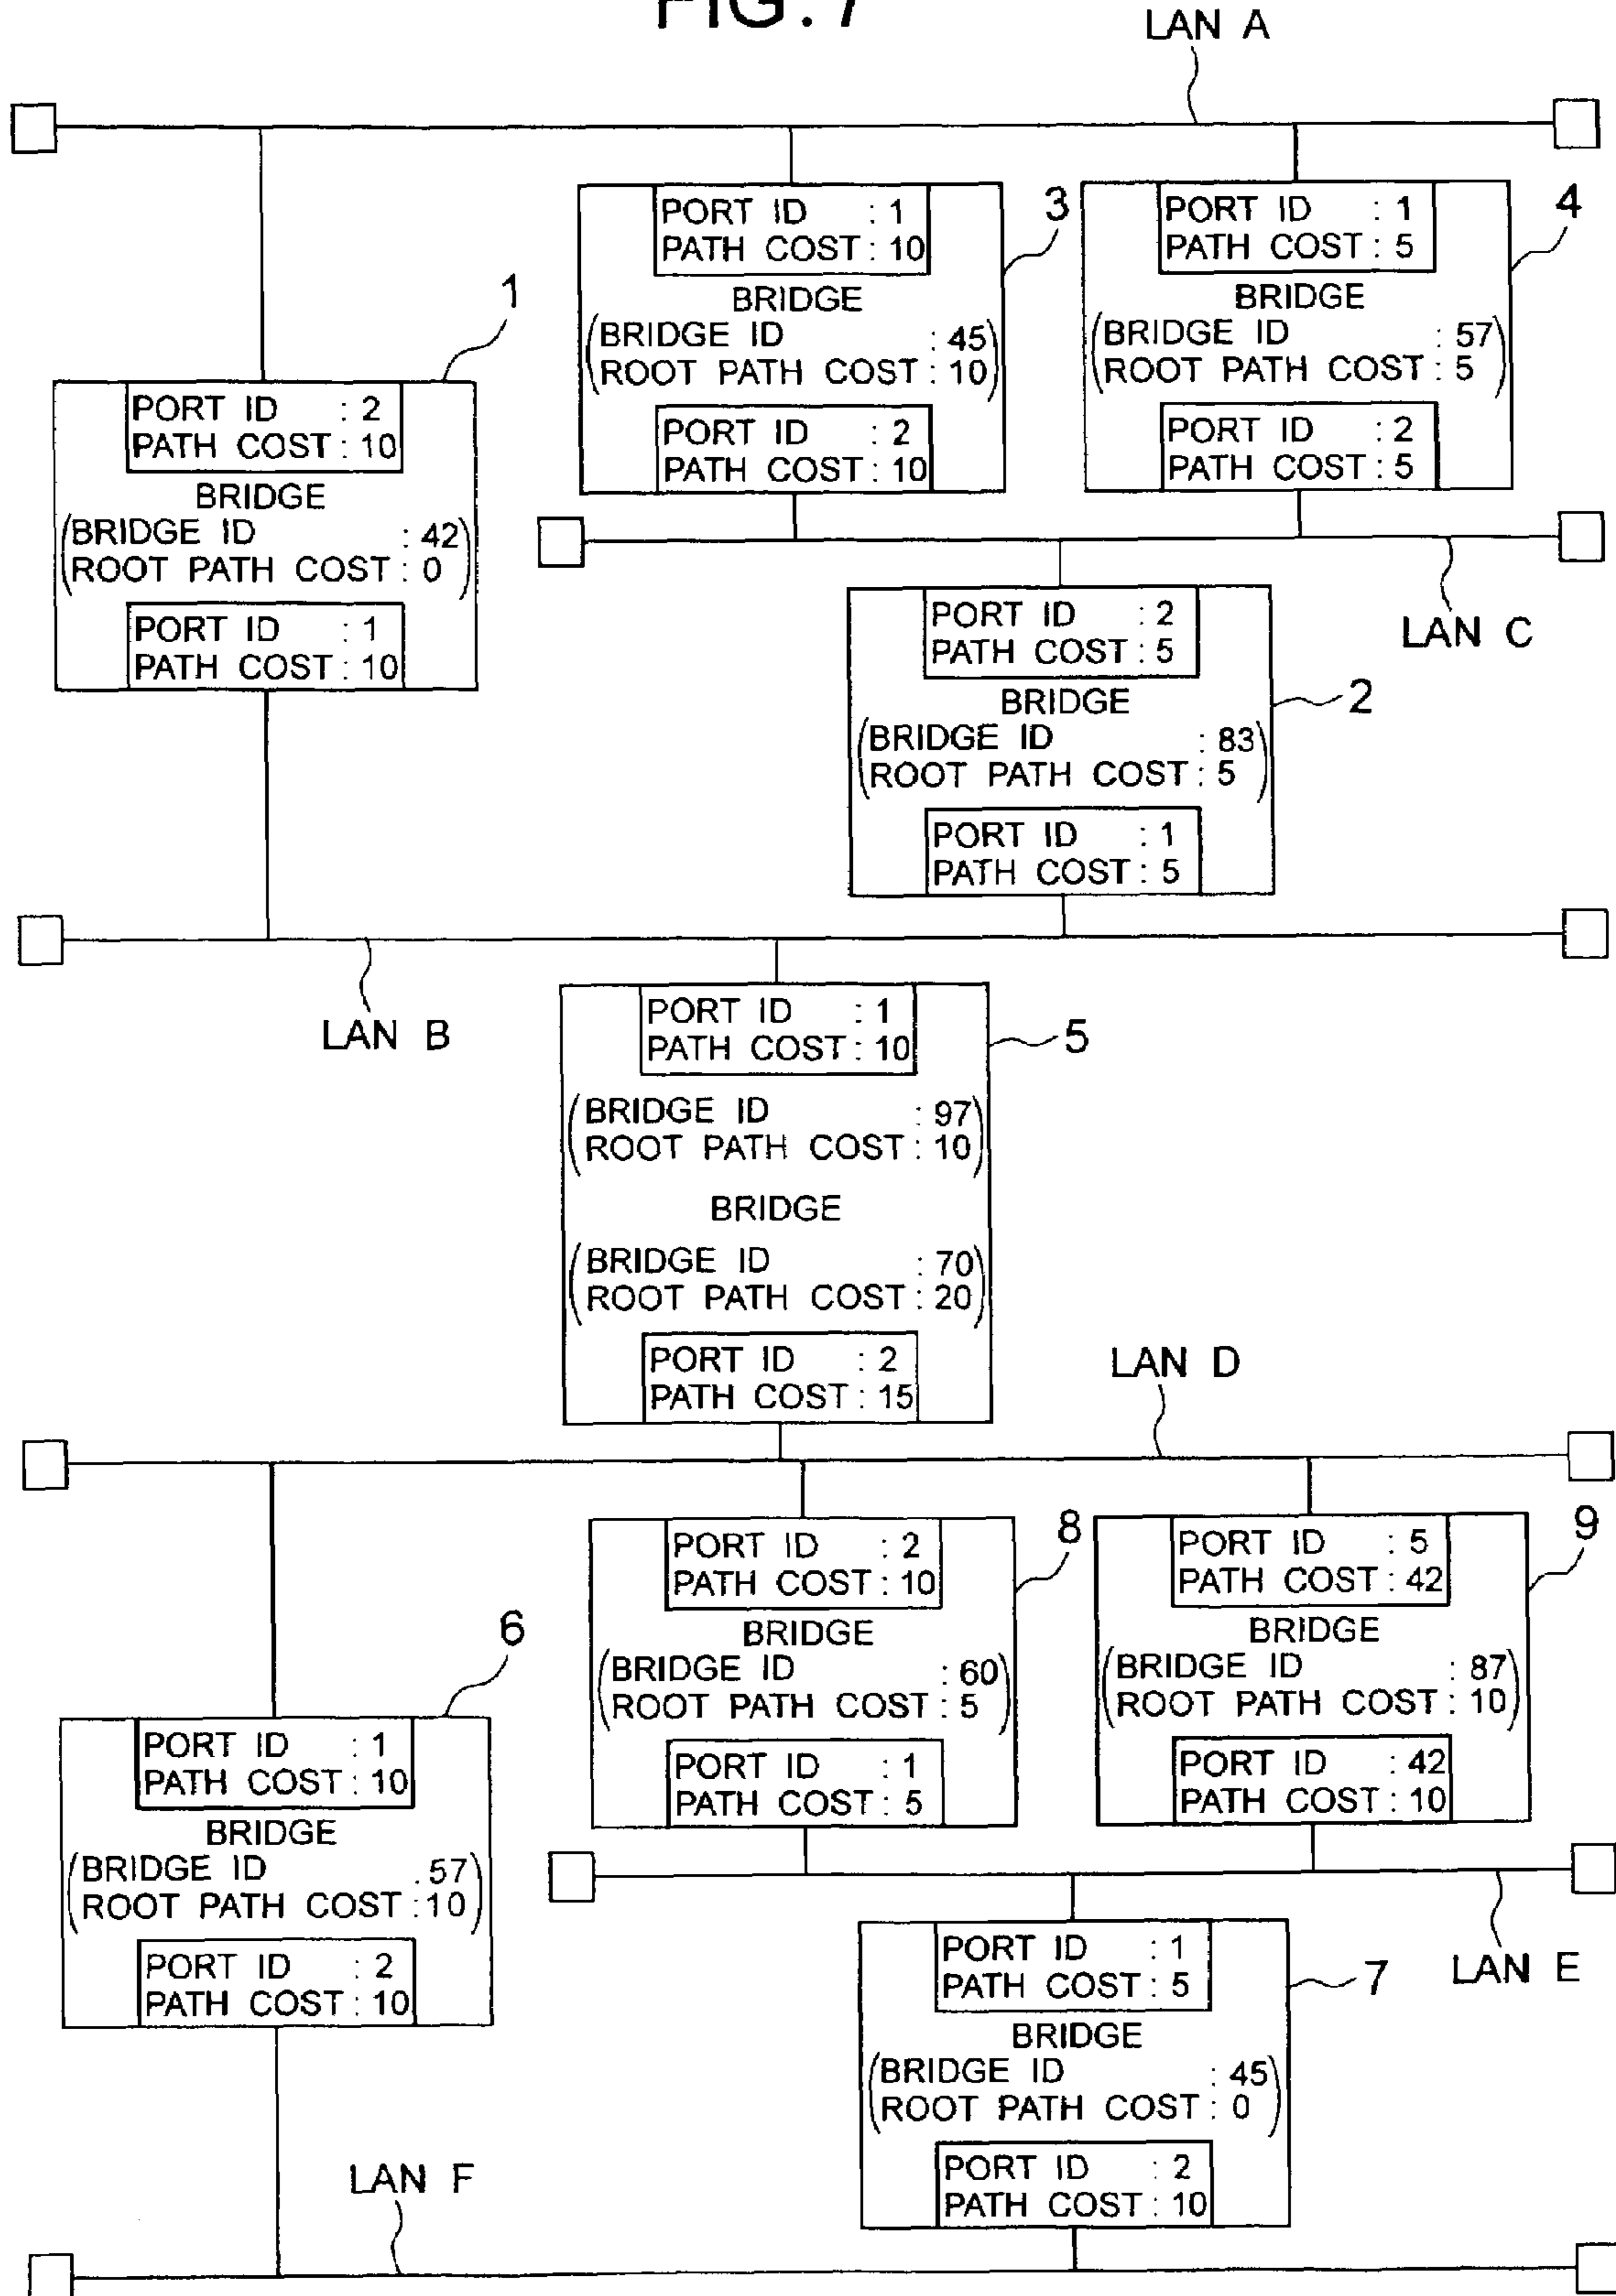 FIG. 7
LAN A
PORT ID : 1
PATH COST : 10
BRIDGE
(BRIDGE ID : 45
ROOT PATH COST : 10)
PORT ID : 2
PATH COST : 10
3
PORT ID : 1
PATH COST : 5
BRIDGE
(BRIDGE ID : 57
ROOT PATH COST : 5)
PORT ID : 2
PATH COST : 5
4
1
PORT ID : 2
PATH COST : 10
BRIDGE
(BRIDGE ID : 42
ROOT PATH COST : 0)
PORT ID : 1
PATH COST : 10
LAN C
PORT ID : 2
PATH COST : 5
BRIDGE
(BRIDGE ID : 83
ROOT PATH COST : 5)
PORT ID : 1
PATH COST : 5
2
LAN B
PORT ID : 1
PATH COST : 10
5
(BRIDGE ID : 97
ROOT PATH COST : 10)
BRIDGE
(BRIDGE ID : 70
ROOT PATH COST : 20)
PORT ID : 2
PATH COST : 15
LAN D
PORT ID : 2
PATH COST : 10
BRIDGE
(BRIDGE ID : 60
ROOT PATH COST : 5)
PORT ID : 1
PATH COST : 5
8
PORT ID : 5
PATH COST : 42
BRIDGE
(BRIDGE ID : 87
ROOT PATH COST : 10)
PORT ID : 42
PATH COST : 10
9
6
PORT ID : 1
PATH COST : 10
BRIDGE
(BRIDGE ID . 57
ROOT PATH COST : 10)
PORT ID : 2
PATH COST : 10
LAN E
PORT ID : 1
PATH COST : 5
BRIDGE
(BRIDGE ID : 45
ROOT PATH COST : 0)
PORT ID : 2
PATH COST : 10
7
LAN F